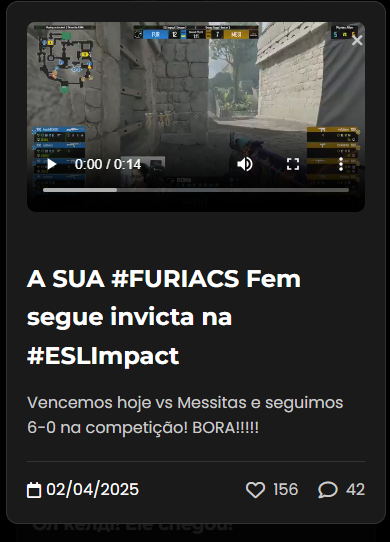 FUR 12 7 MESI
0:00 / 0:14
A SUA #FURIACS Fem
segue invicta na
#ESLImpact
Vencemos hoje vs Messitas e seguimos
6-0 na competição! BORA!!!!!
02/04/2025 156 42